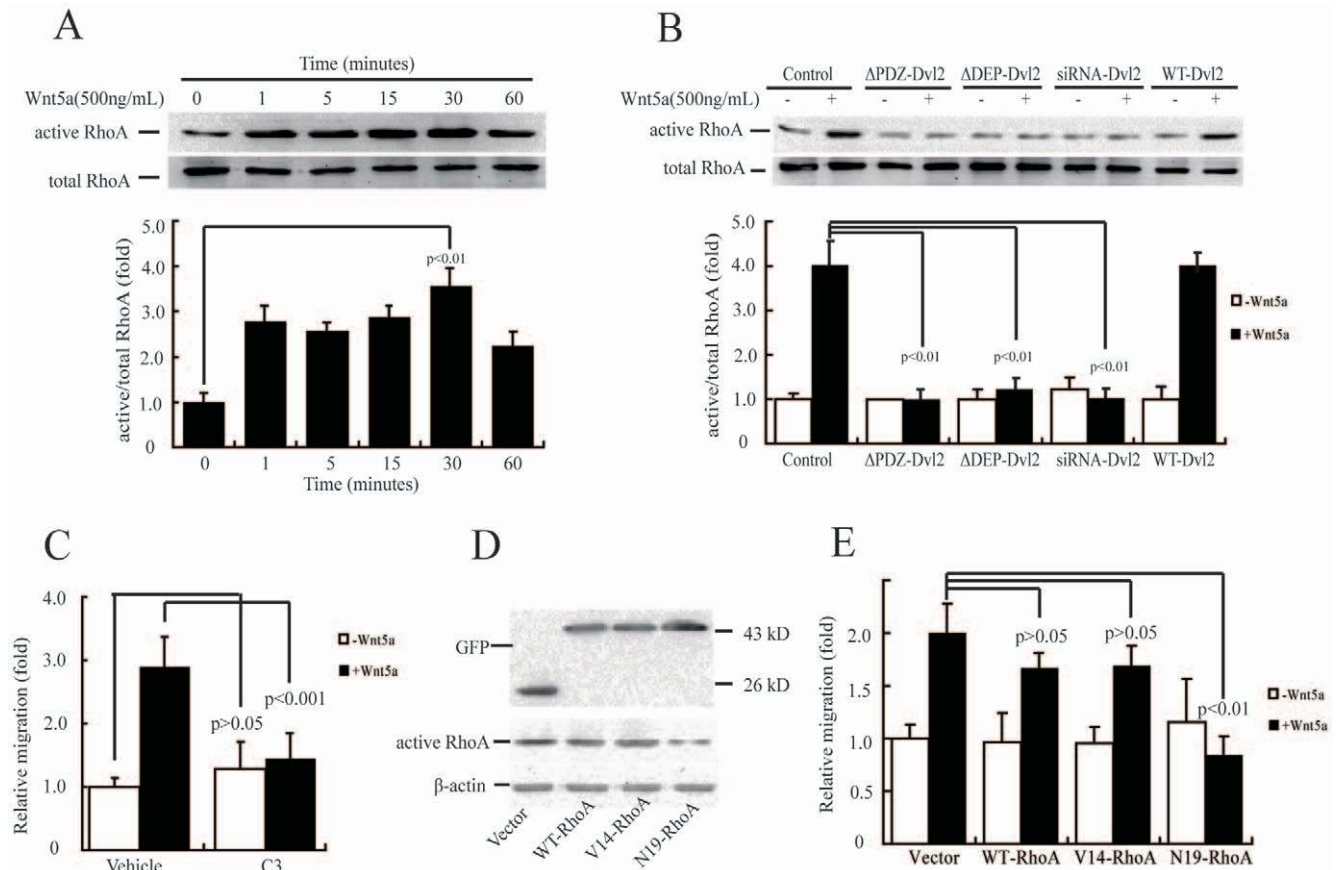 A
Time (minutes)
Wnt5a(500ng/mL) 0 1 5 15 30 60
active RhoA
total RhoA
active/total RhoA (fold)
5.0
4.0
3.0
2.0
1.0
0
p<0.01
0 1 5 15 30 60
Time (minutes)
B
Control ΔPDZ-Dvl2 ΔDEP-Dvl2 siRNA-Dvl2 WT-Dvl2
Wnt5a(500ng/mL) - + - + - + - + - +
active RhoA
total RhoA
active/total RhoA (fold)
5.0
4.0
3.0
2.0
1.0
0
p<0.01 p<0.01 p<0.01
-Wnt5a
+Wnt5a
Control ΔPDZ-Dvl2 ΔDEP-Dvl2 siRNA-Dvl2 WT-Dvl2
C
Relative migration (fold)
4.0
3.0
2.0
1.0
0
p>0.05
p<0.001
-Wnt5a
+Wnt5a
Vehicle C3
D
GFP
43 kD
26 kD
active RhoA
β-actin
Vector WT-RhoA V14-RhoA N19-RhoA
E
Relative migration (fold)
2.0
1.5
1.0
0.5
0
p>0.05 p>0.05
p<0.01
-Wnt5a
+Wnt5a
Vector WT-RhoA V14-RhoA N19-RhoA